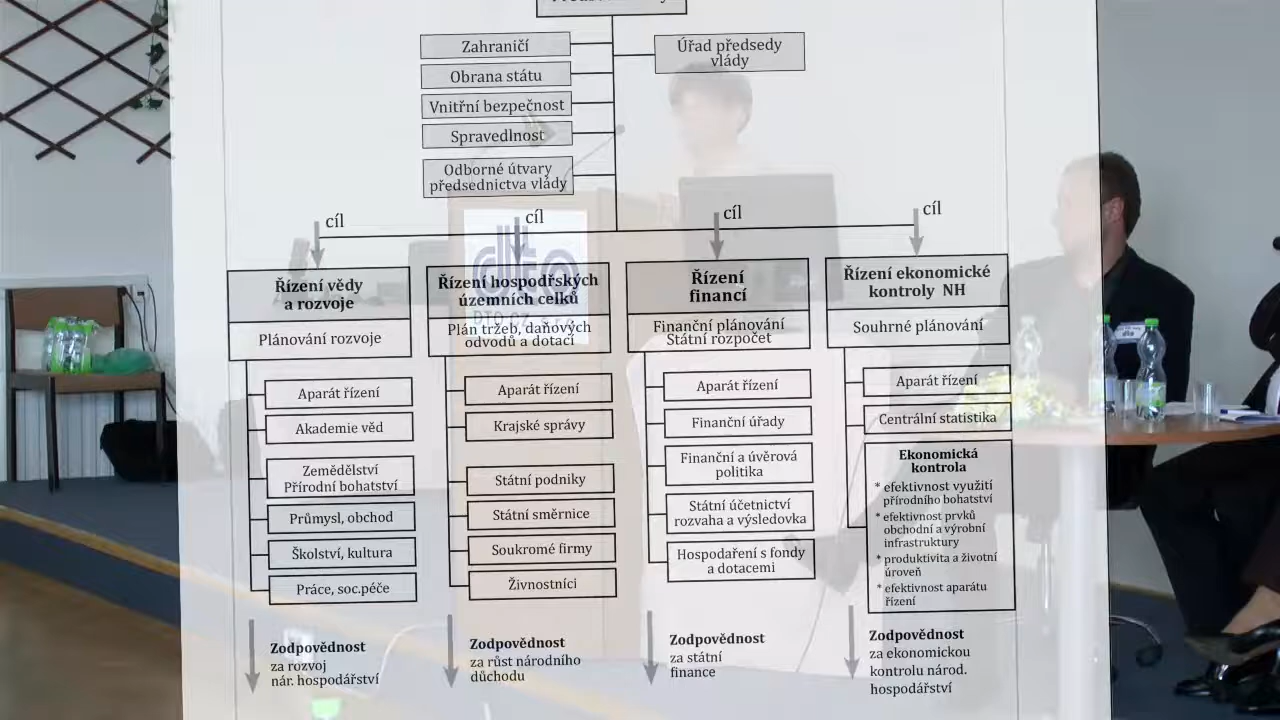 Zahraničí
Obrana státu
Vnitřní bezpečnost
Spravedlnost
Odborné útvary
předsednictva vlády
Úřad předsedy
vlády
cíl
cíl
cíl
cíl
Řízení vědy
a rozvoje
Plánování rozvoje
Aparát řízení
Akademie věd
Zemědělství
Přírodní bohatství
Průmysl, obchod
Školství, kultura
Práce, soc.péče
Zodpovědnost
za rozvoj
nár. hospodářství
Řízení hospodřských
územních celků
Plán tržeb, daňových
odvodů a dotací
Aparát řízení
Krajské správy
Státní podniky
Státní směrnice
Soukromé firmy
Živnostníci
Zodpovědnost
za růst národního
důchodu
Řízení
financí
Finanční plánování
Státní rozpočet
Aparát řízení
Finanční úřady
Finanční a úvěrová
politika
Státní účetnictví
rozvaha a výsledovka
Hospodaření s fondy
a dotacemi
Zodpovědnost
za státní
finance
Řízení ekonomické
kontroly NH
Souhrné plánování
Aparát řízení
Centrální statistika
Ekonomická
kontrola
* efektivnost využití
přírodního bohatství
* efektivnost prvků
obchodní a výrobní
infrastruktury
* produktivita a životní
úroveň
* efektivnost aparátu
řízení
Zodpovědnost
za ekonomickou
kontrolu národ.
hospodářství
dto
DTO CZ, s.r.o.